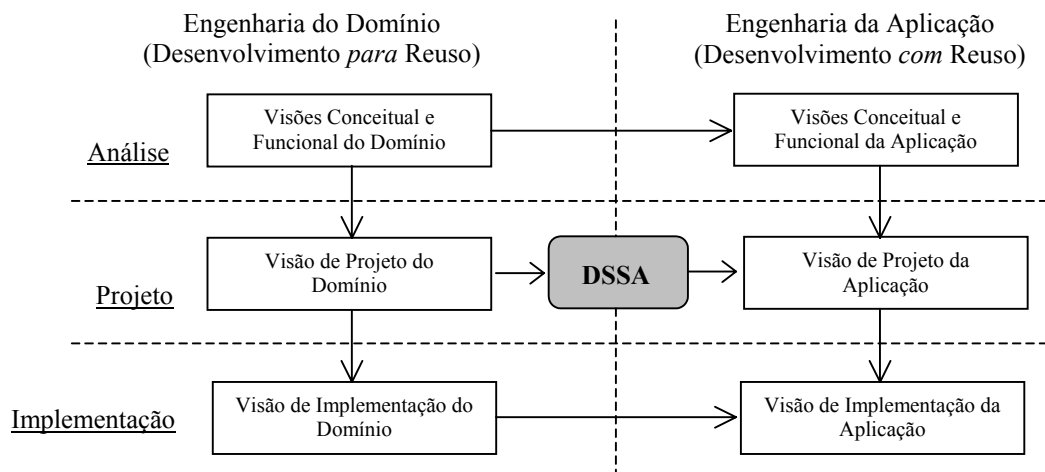 Engenharia do Domínio
(Desenvolvimento para Reuso)
Engenharia da Aplicação
(Desenvolvimento com Reuso)
Análise
Visões Conceitual e
Funcional do Domínio
Visões Conceitual e
Funcional da Aplicação
Projeto
Visão de Projeto do
Domínio
DSSA
Visão de Projeto da
Aplicação
Implementação
Visão de Implementação do
Domínio
Visão de Implementação da
Aplicação